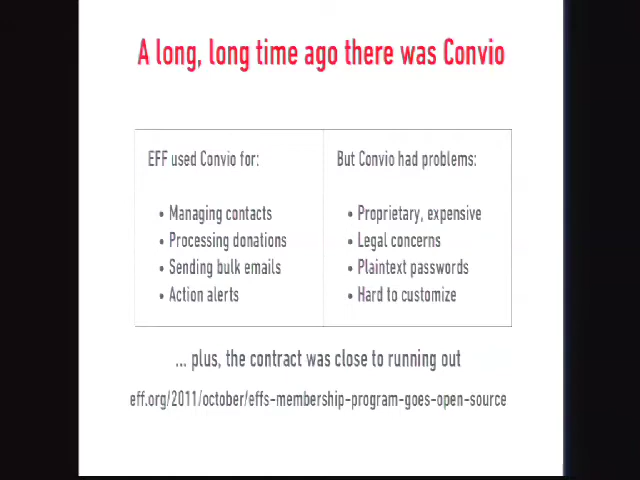 A long, long time ago there was Convio
EFF used Convio for:
• Managing contacts
• Processing donations
• Sending bulk emails
• Action alerts
But Convio had problems:
• Proprietary, expensive
• Legal concerns
• Plaintext passwords
• Hard to customize
... plus, the contract was close to running out
eff.org/2011/october/effs-membership-program-goes-open-source